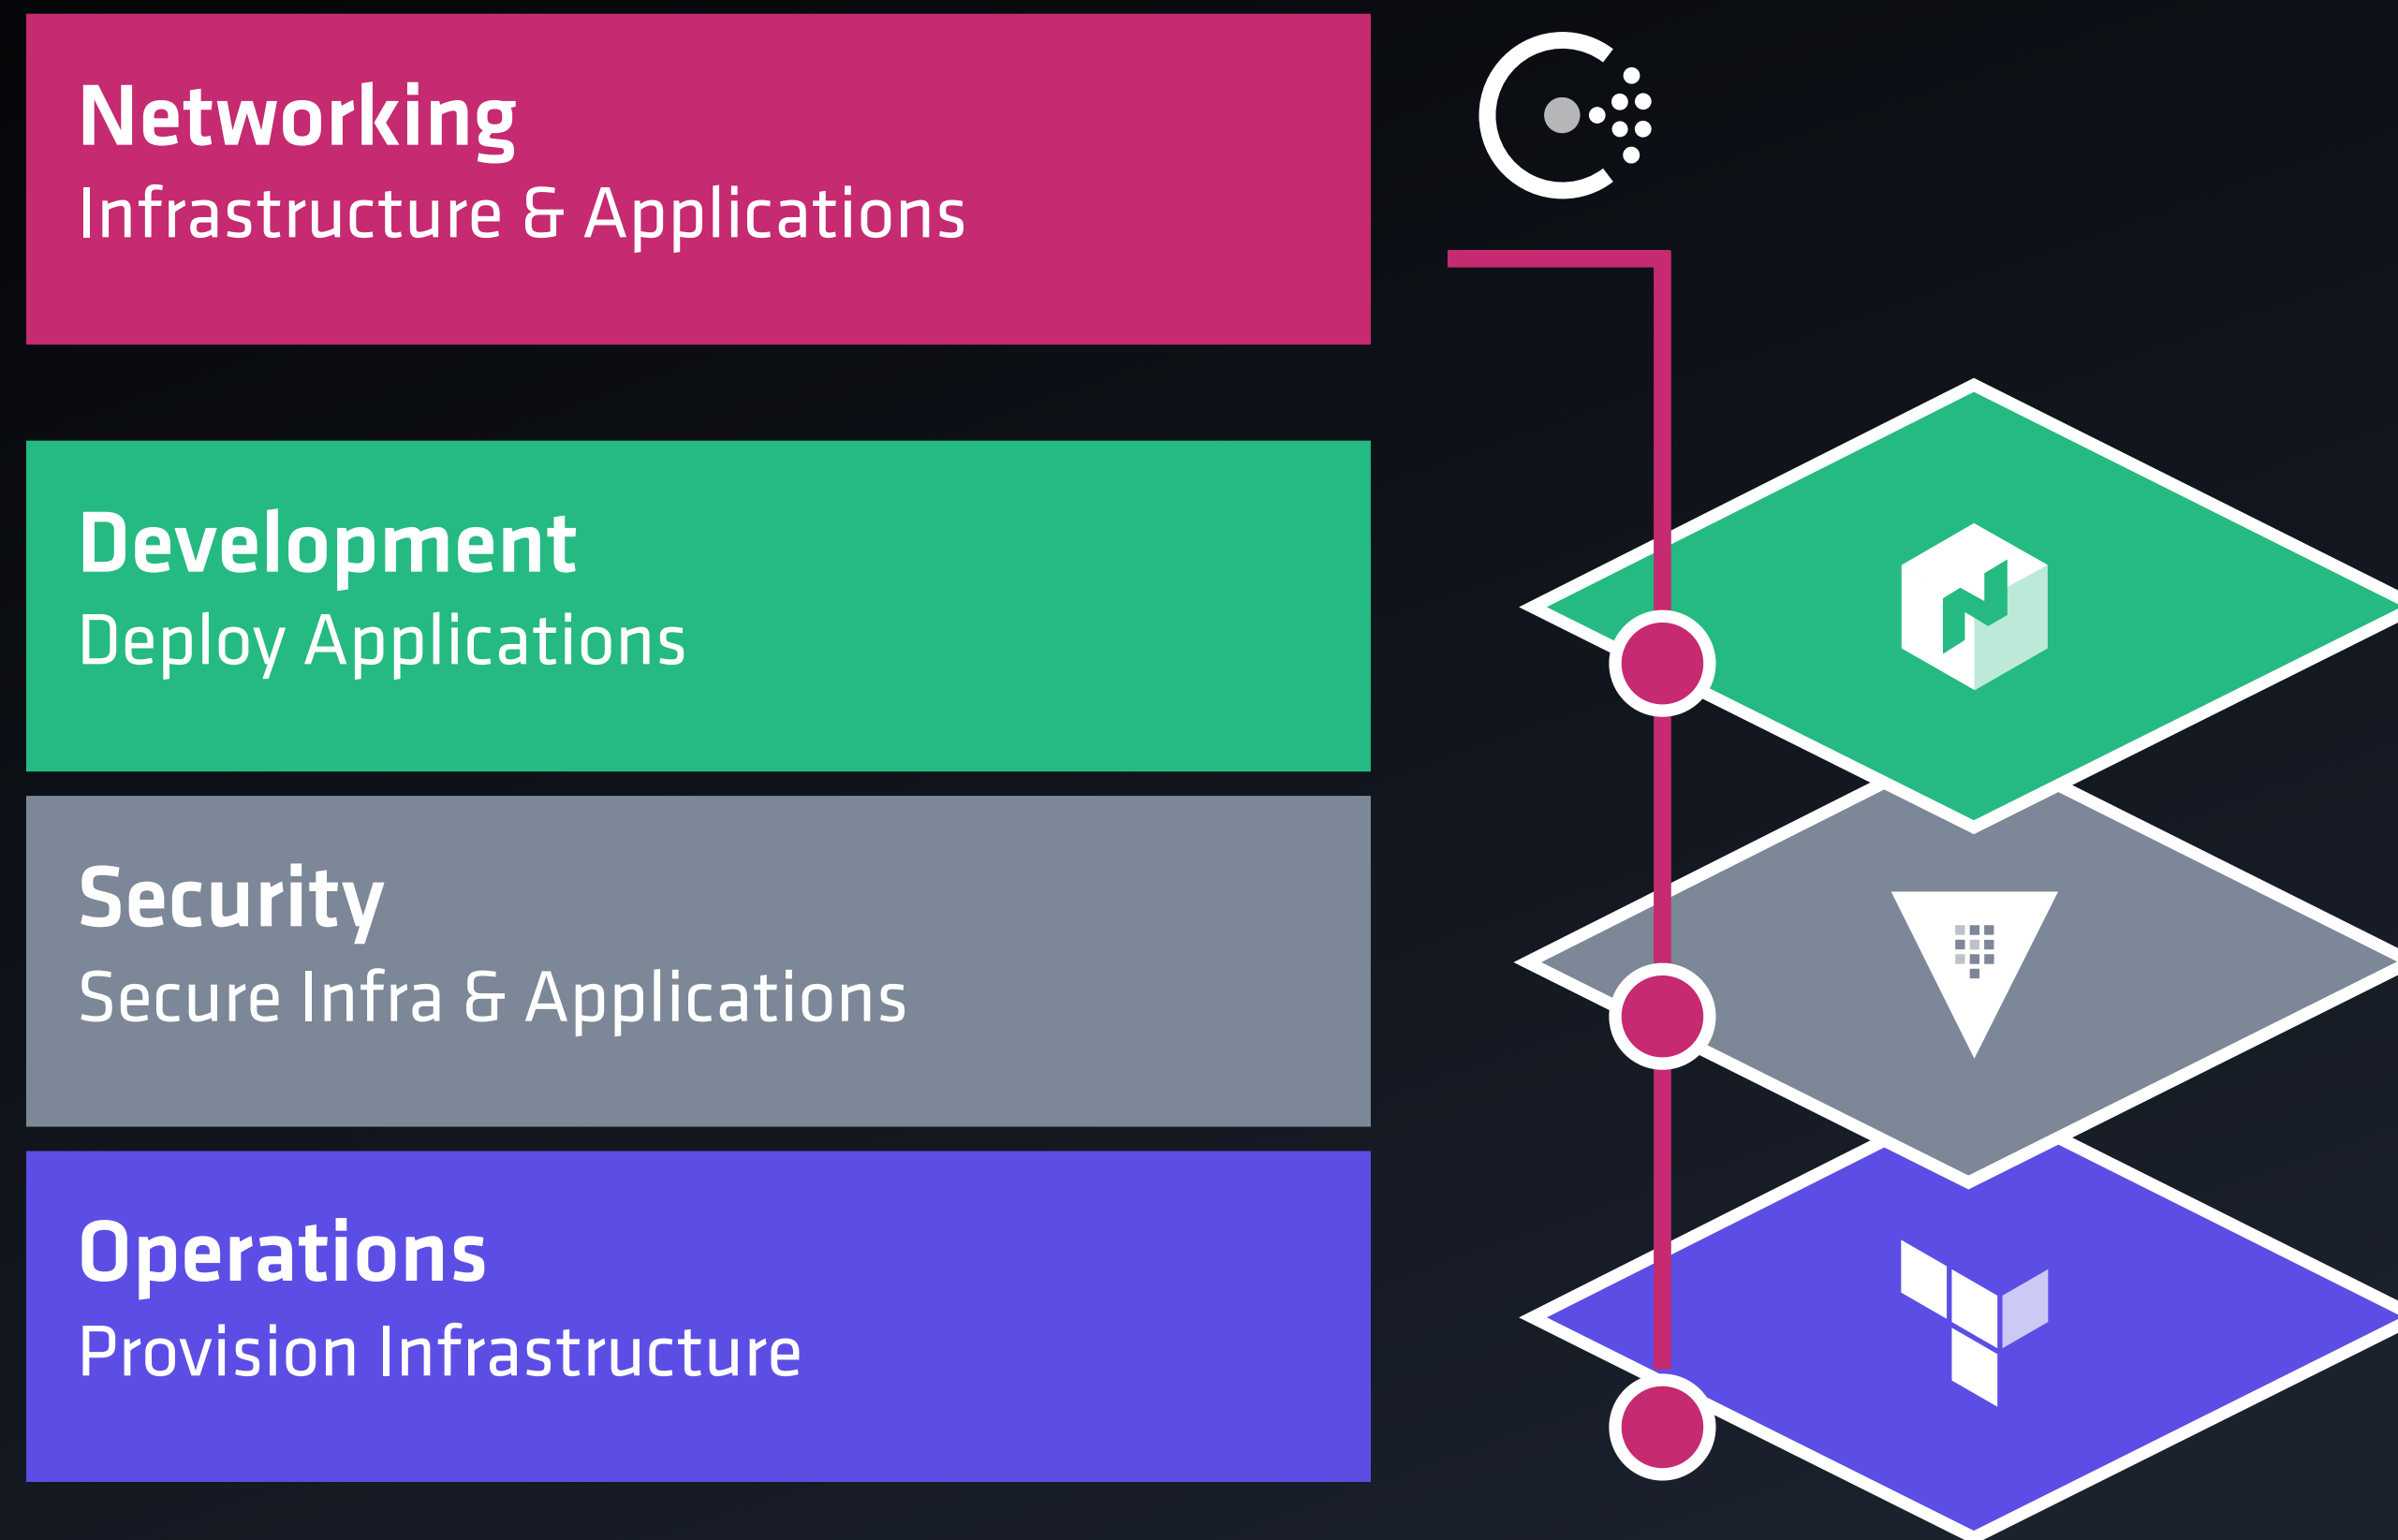 Networking
Infrastructure & Applications
Development
Deploy Applications
Security
Secure Infra & Applications
Operations
Provision Infrastructure